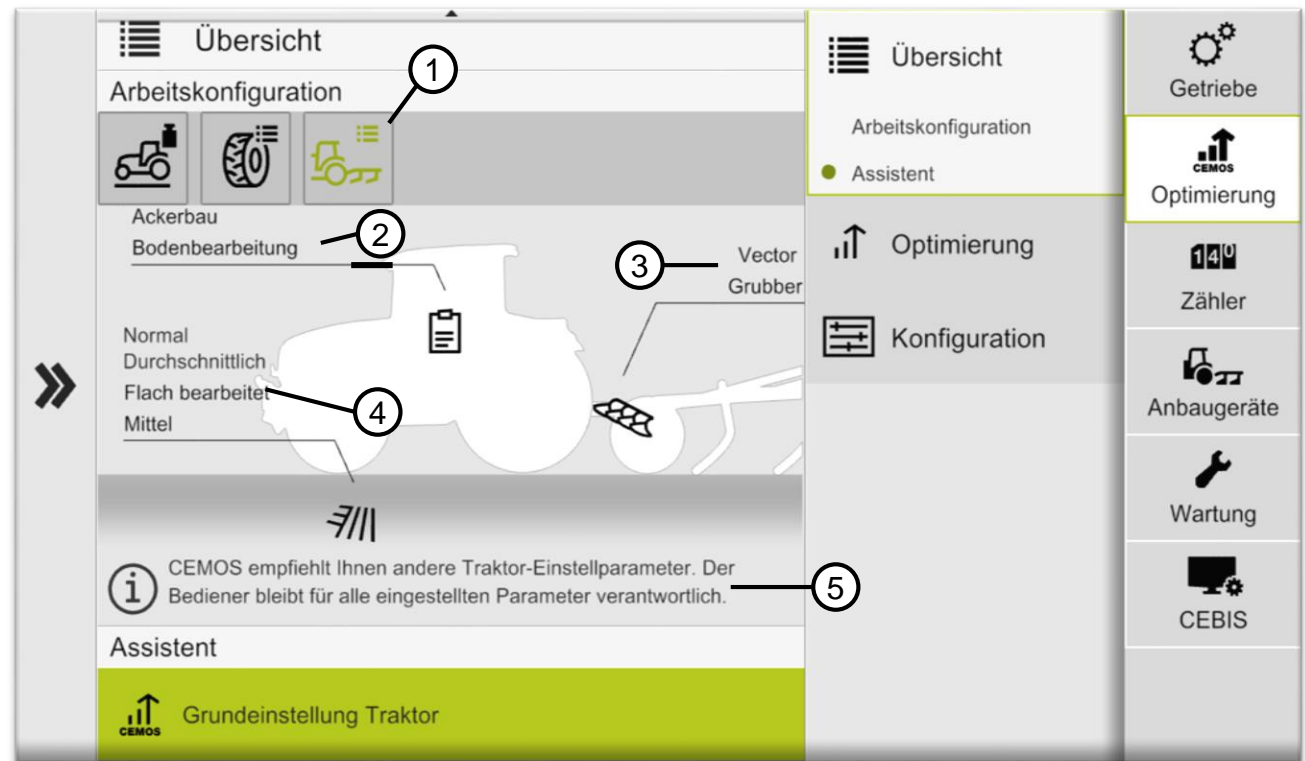 Übersicht
Arbeitskonfiguration
1
Ackerbau
Bodenbearbeitung
2
3
Vector
Grubber
Normal
Durchschnittlich
Flach bearbeitet
Mittel
4
CEMOS empfiehlt Ihnen andere Traktor-Einstellparameter. Der
Bediener bleibt für alle eingestellten Parameter verantwortlich.
5
Assistent
CEMOS
Grundeinstellung Traktor
Übersicht
Arbeitskonfiguration
Assistent
Optimierung
Konfiguration
Getriebe
CEMOS
Optimierung
140
Zähler
Anbaugeräte
Wartung
CEBIS